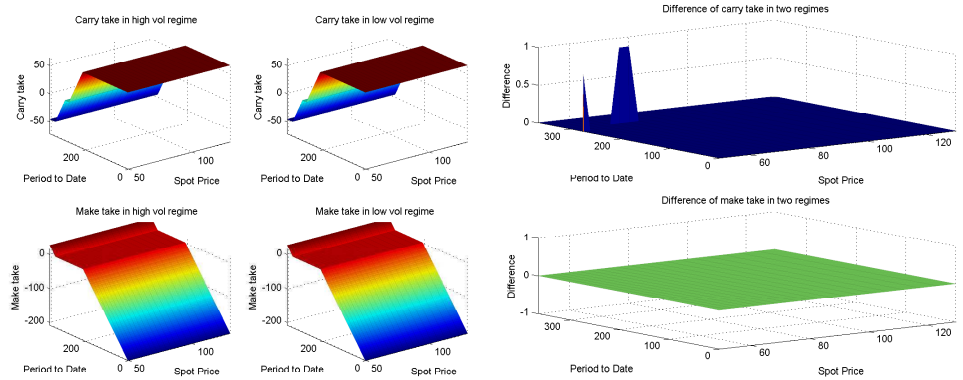 Carry take in high vol regime
50
0
-50
Carry take
200
0
50
100
Period to Date
Spot Price
Carry take in low vol regime
50
0
-50
Carry take
200
0
50
100
Period to Date
Spot Price
Difference of carry take in two regimes
1
0.5
0
Difference
300
200
100
0
60
80
100
120
Period to Date
Spot Price
Make take in high vol regime
0
-100
-200
Make take
200
0
50
100
Period to Date
Spot Price
Make take in low vol regime
0
-100
-200
Make take
200
0
50
100
Period to Date
Spot Price
Difference of make take in two regimes
1
0
-1
Difference
300
200
100
0
60
80
100
120
Period to Date
Spot Price